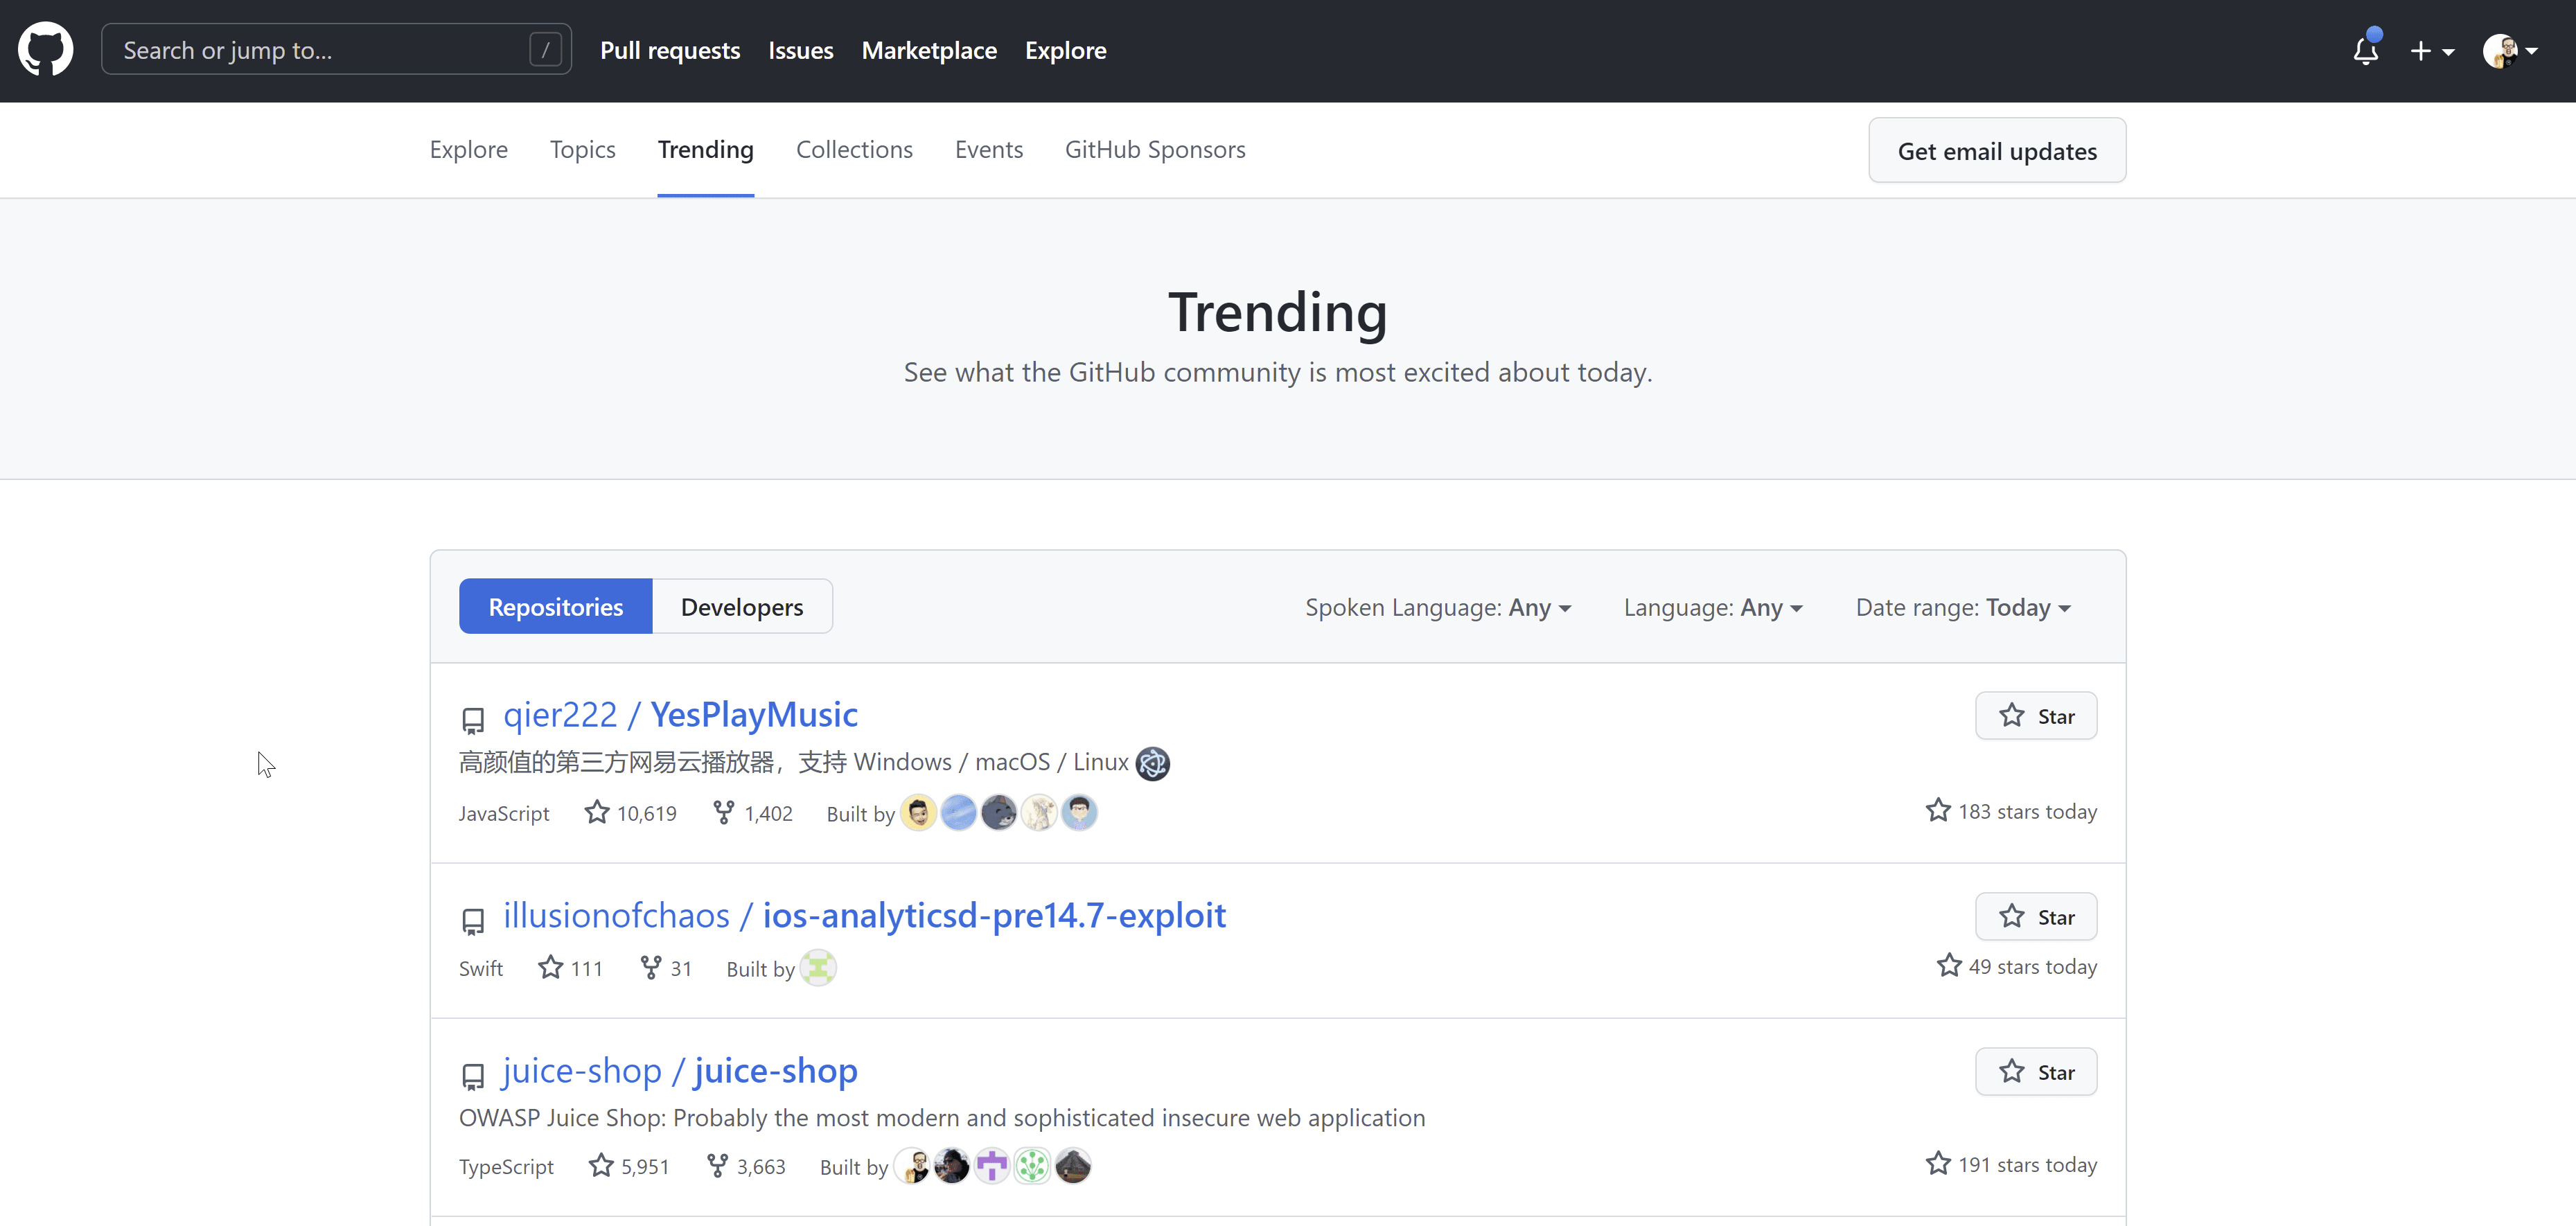 Search or jump to... / Pull requests Issues Marketplace Explore
Explore Topics Trending Collections Events GitHub Sponsors Get email updates
Trending
See what the GitHub community is most excited about today.
Repositories Developers Spoken Language: Any Language: Any Date range: Today
qier222 / YesPlayMusic Star
高颜值的第三方网易云播放器，支持 Windows / macOS / Linux
JavaScript 10,619 1,402 Built by 183 stars today
illusionofchaos / ios-analyticsd-pre14.7-exploit Star
Swift 111 31 Built by 49 stars today
juice-shop / juice-shop Star
OWASP Juice Shop: Probably the most modern and sophisticated insecure web application
TypeScript 5,951 3,663 Built by 191 stars today